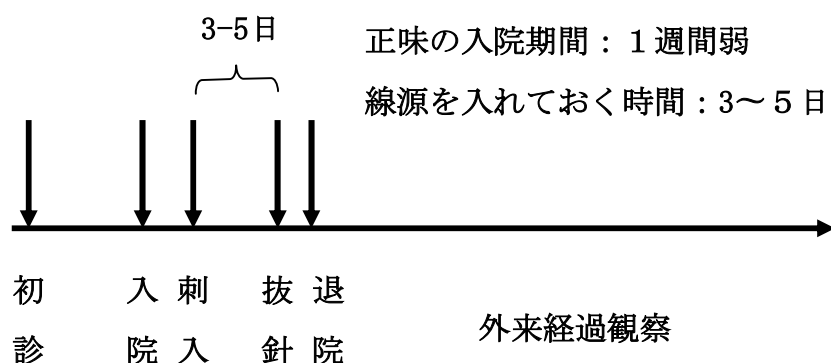 3-5日
正味の入院期間：１週間弱
線源を入れておく時間：3～５日
初診
入院
刺入
抜針
退院
外来経過観察